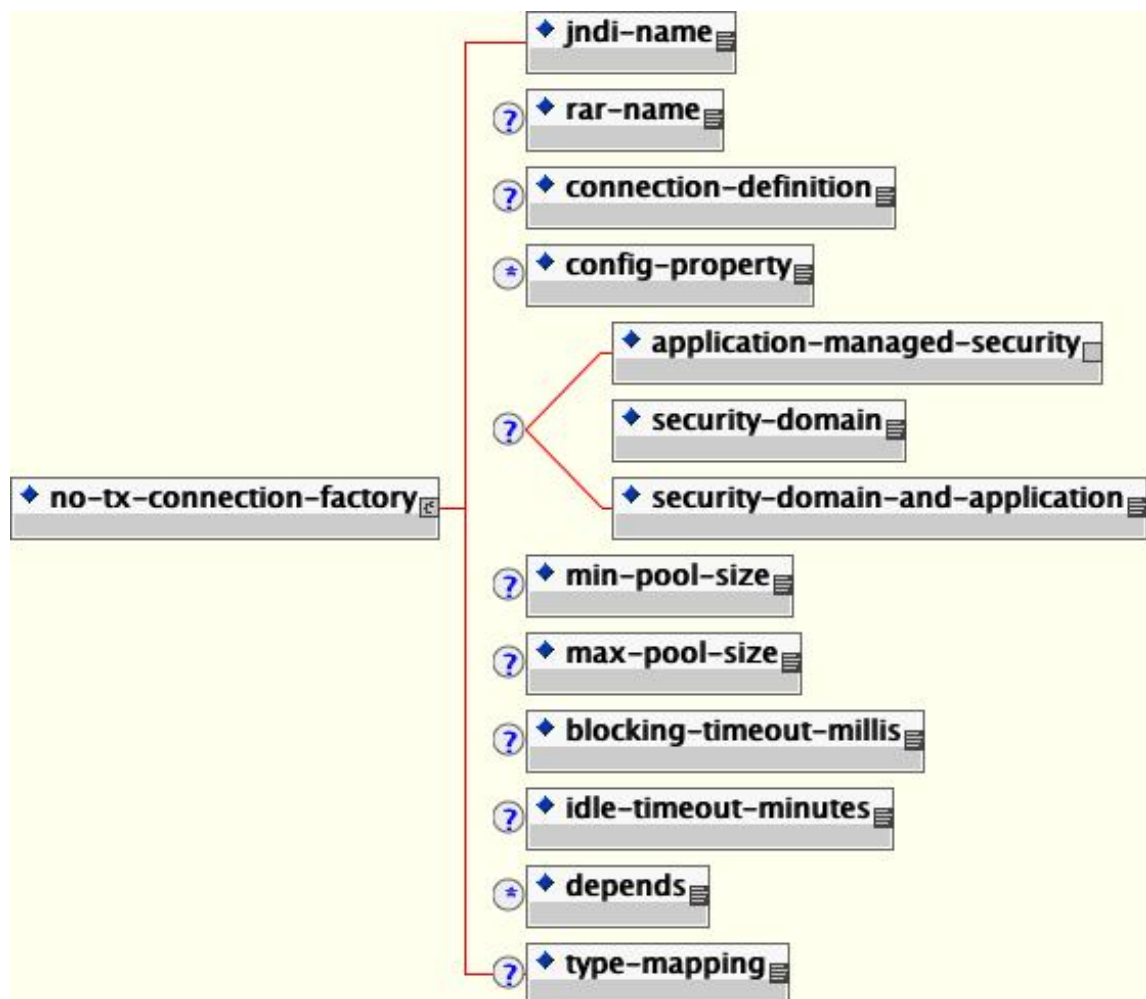 jndi-name
? rar-name
? connection-definition
* config-property
application-managed-security
? security-domain
no-tx-connection-factory
security-domain-and-application
? min-pool-size
? max-pool-size
? blocking-timeout-millis
? idle-timeout-minutes
* depends
? type-mapping